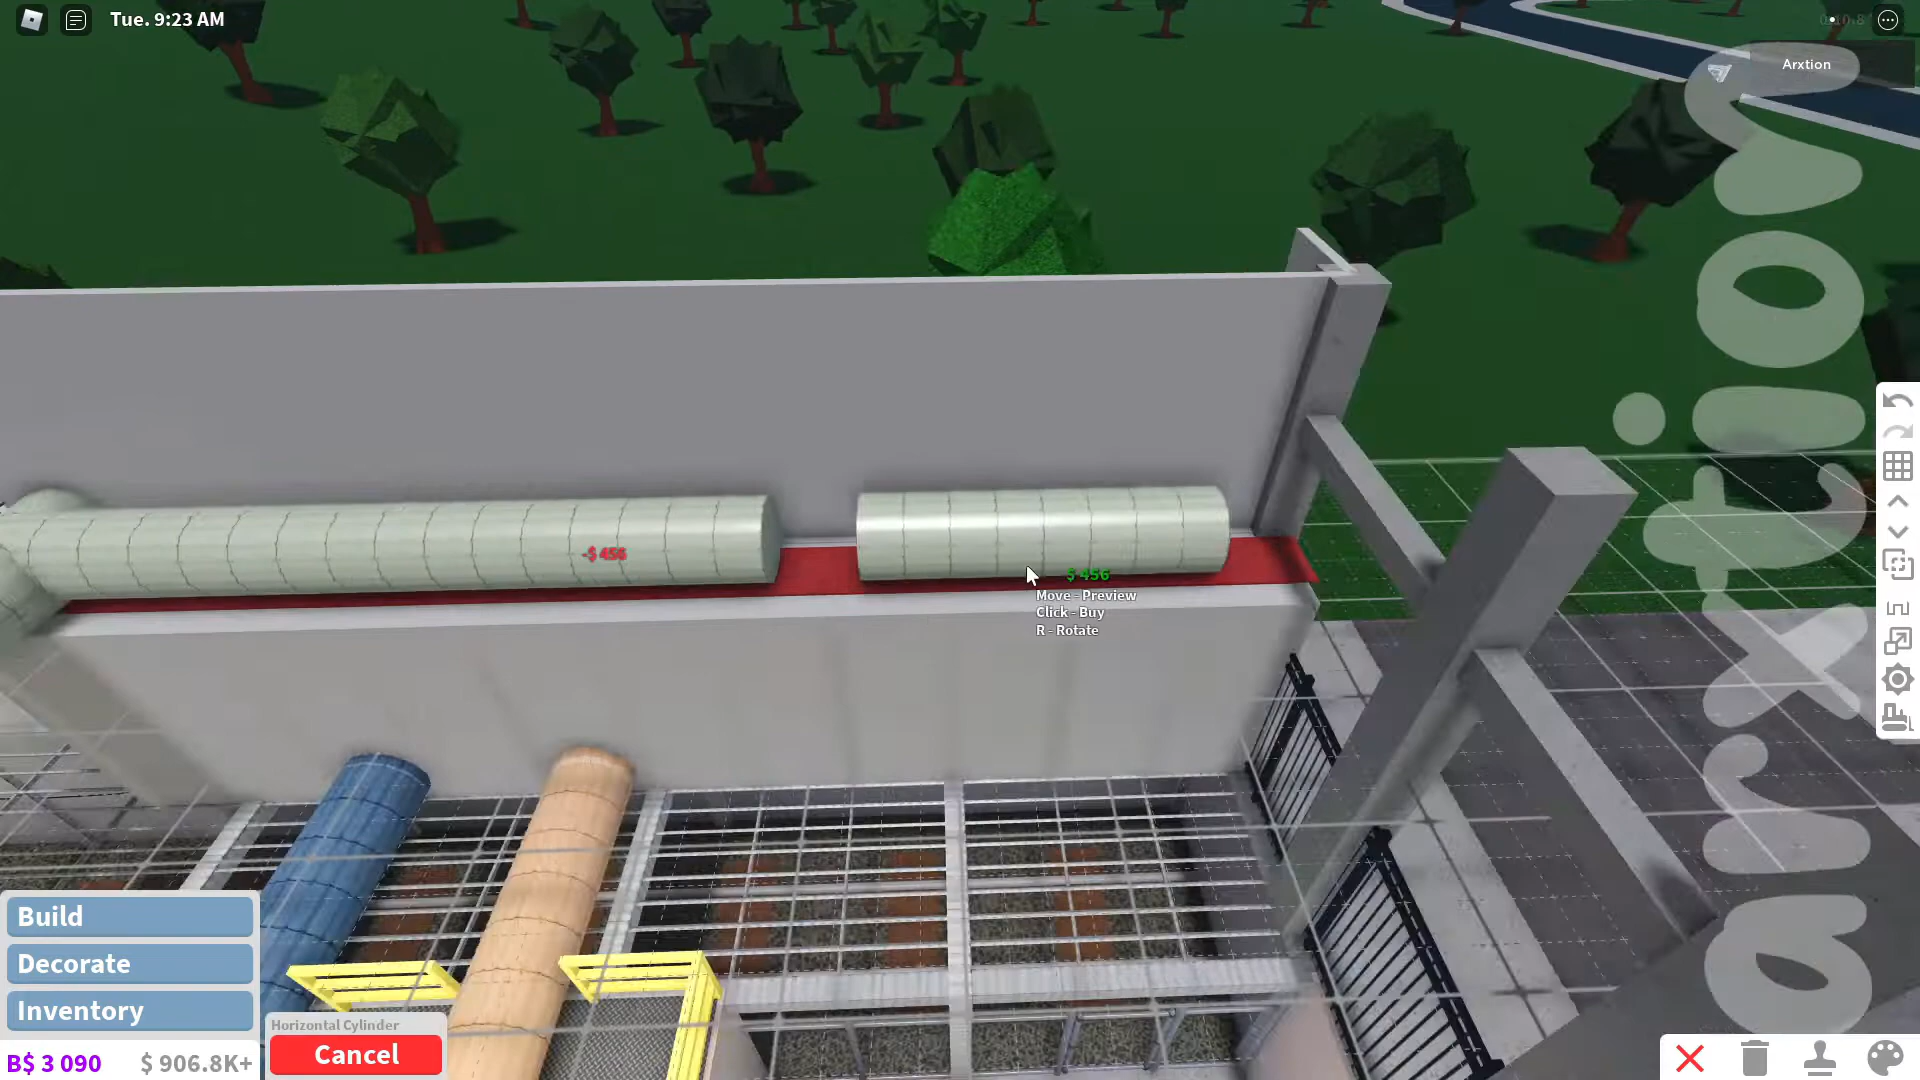 Tue. 9:23 AM
Arxtion
arxtion
-$ 456
$ 456
Move - Preview
Click - Buy
R - Rotate
Build
Decorate
Inventory
Horizontal Cylinder
Cancel
B$ 3 090
$ 906.8K+